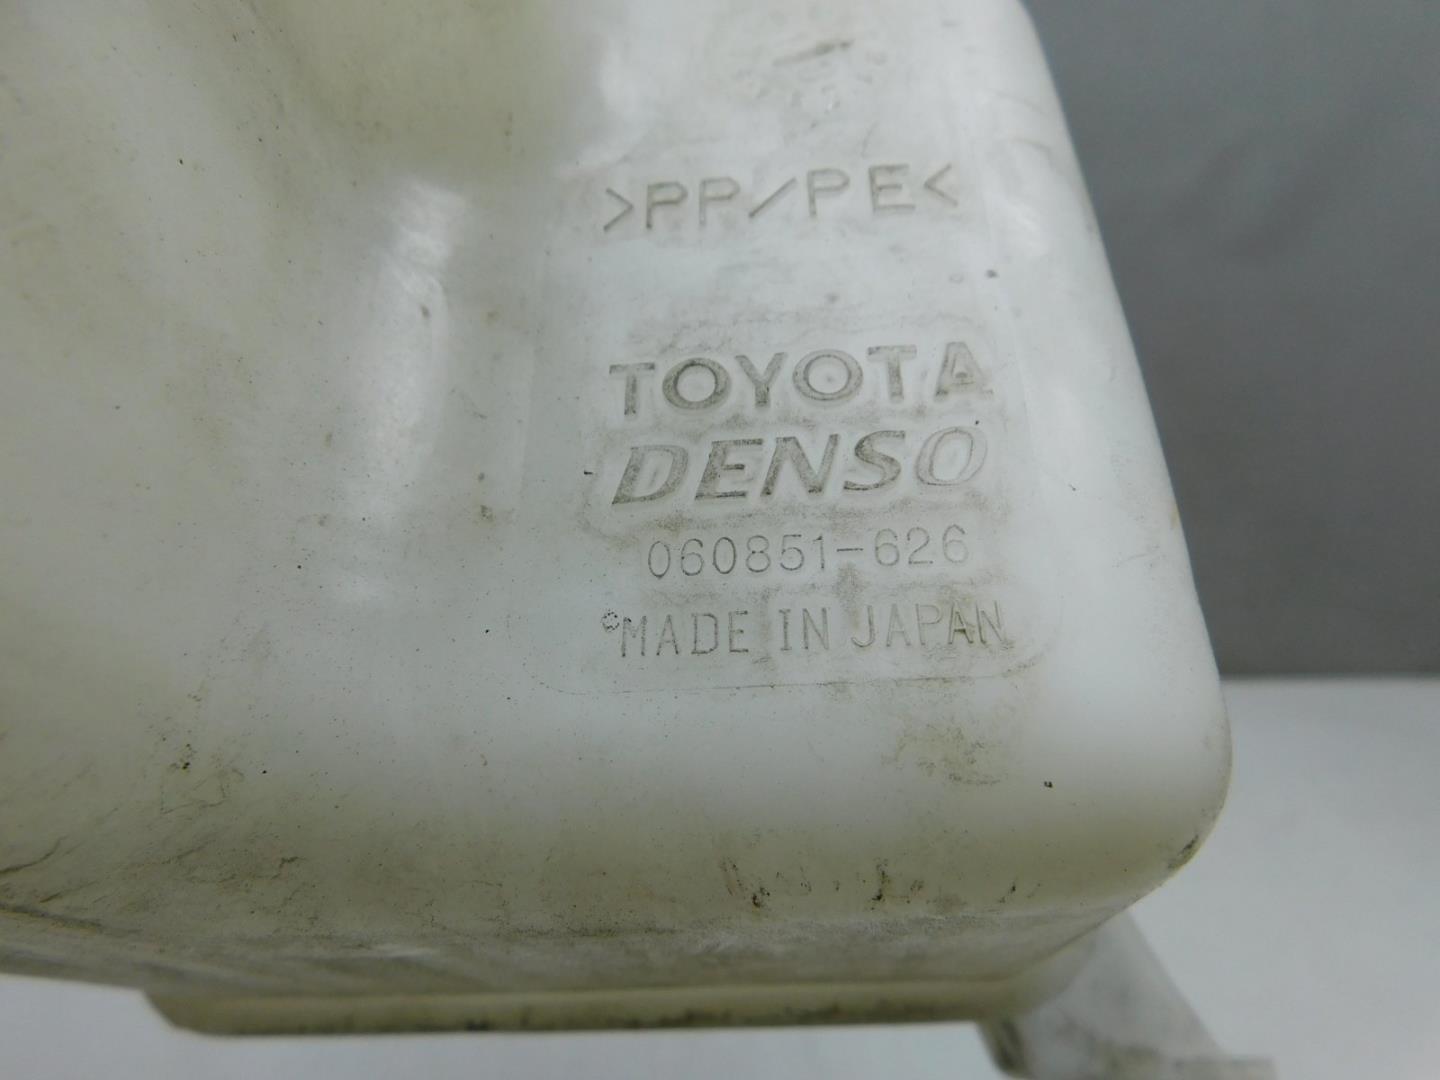 >PP/PE<
TOYOTA
DENSO
060851-626
MADE IN JAPAN